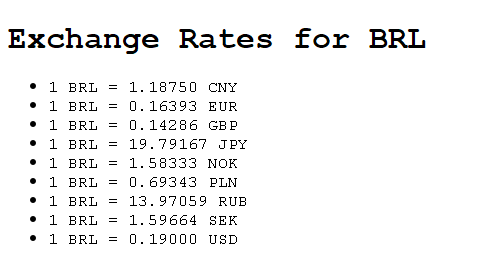 Exchange Rates for BRL
1 BRL = 1.18750 CNY
1 BRL = 0.16393 EUR
1 BRL = 0.14286 GBP
1 BRL = 19.79167 JPY
1 BRL = 1.58333 NOK
1 BRL = 0.69343 PLN
1 BRL = 13.97059 RUB
1 BRL = 1.59664 SEK
1 BRL = 0.19000 USD